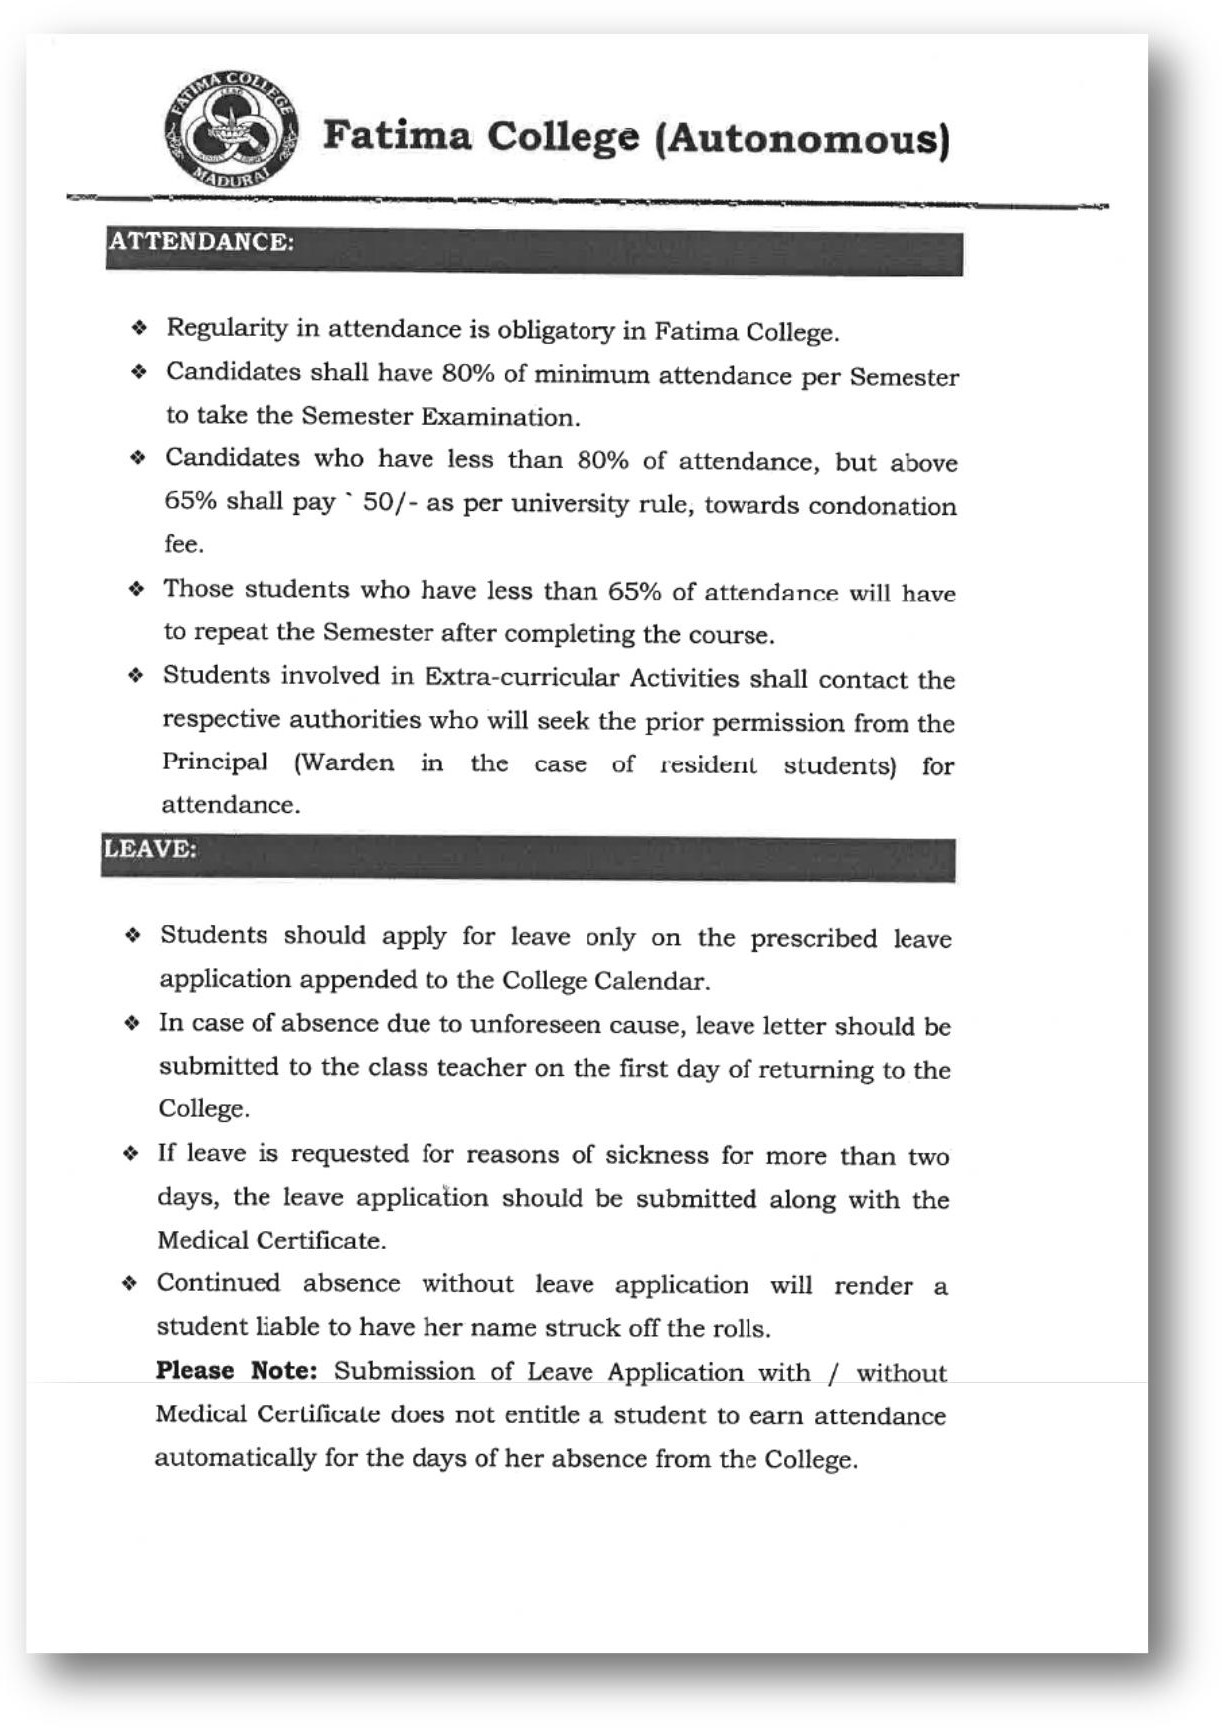 FATIMA COLLEGE
MADURAI
Fatima College (Autonomous)
ATTENDANCE:
❖ Regularity in attendance is obligatory in Fatima College.
❖ Candidates shall have 80% of minimum attendance per Semester
to take the Semester Examination.
❖ Candidates who have less than 80% of attendance, but above
65% shall pay ` 50/- as per university rule, towards condonation
fee.
❖ Those students who have less than 65% of attendance will have
to repeat the Semester after completing the course.
❖ Students involved in Extra-curricular Activities shall contact the
respective authorities who will seek the prior permission from the
Principal (Warden in the case of resident students) for
attendance.
LEAVE:
❖ Students should apply for leave only on the prescribed leave
application appended to the College Calendar.
❖ In case of absence due to unforeseen cause, leave letter should be
submitted to the class teacher on the first day of returning to the
College.
❖ If leave is requested for reasons of sickness for more than two
days, the leave application should be submitted along with the
Medical Certificate.
❖ Continued absence without leave application will render a
student liable to have her name struck off the rolls.
Please Note: Submission of Leave Application with / without
Medical Certificate does not entitle a student to earn attendance
automatically for the days of her absence from the College.